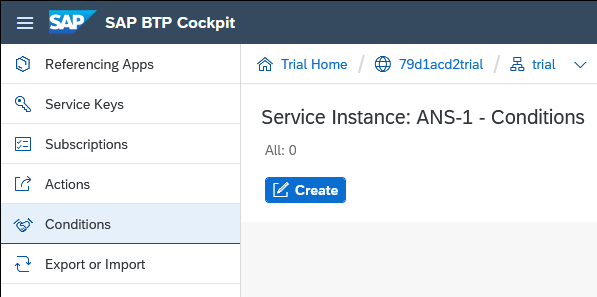 SAP SAP BTP Cockpit
Referencing Apps
Service Keys
Subscriptions
Actions
Conditions
Export or Import
Trial Home / 79d1acd2trial / trial
Service Instance: ANS-1 - Conditions
All: 0
Create